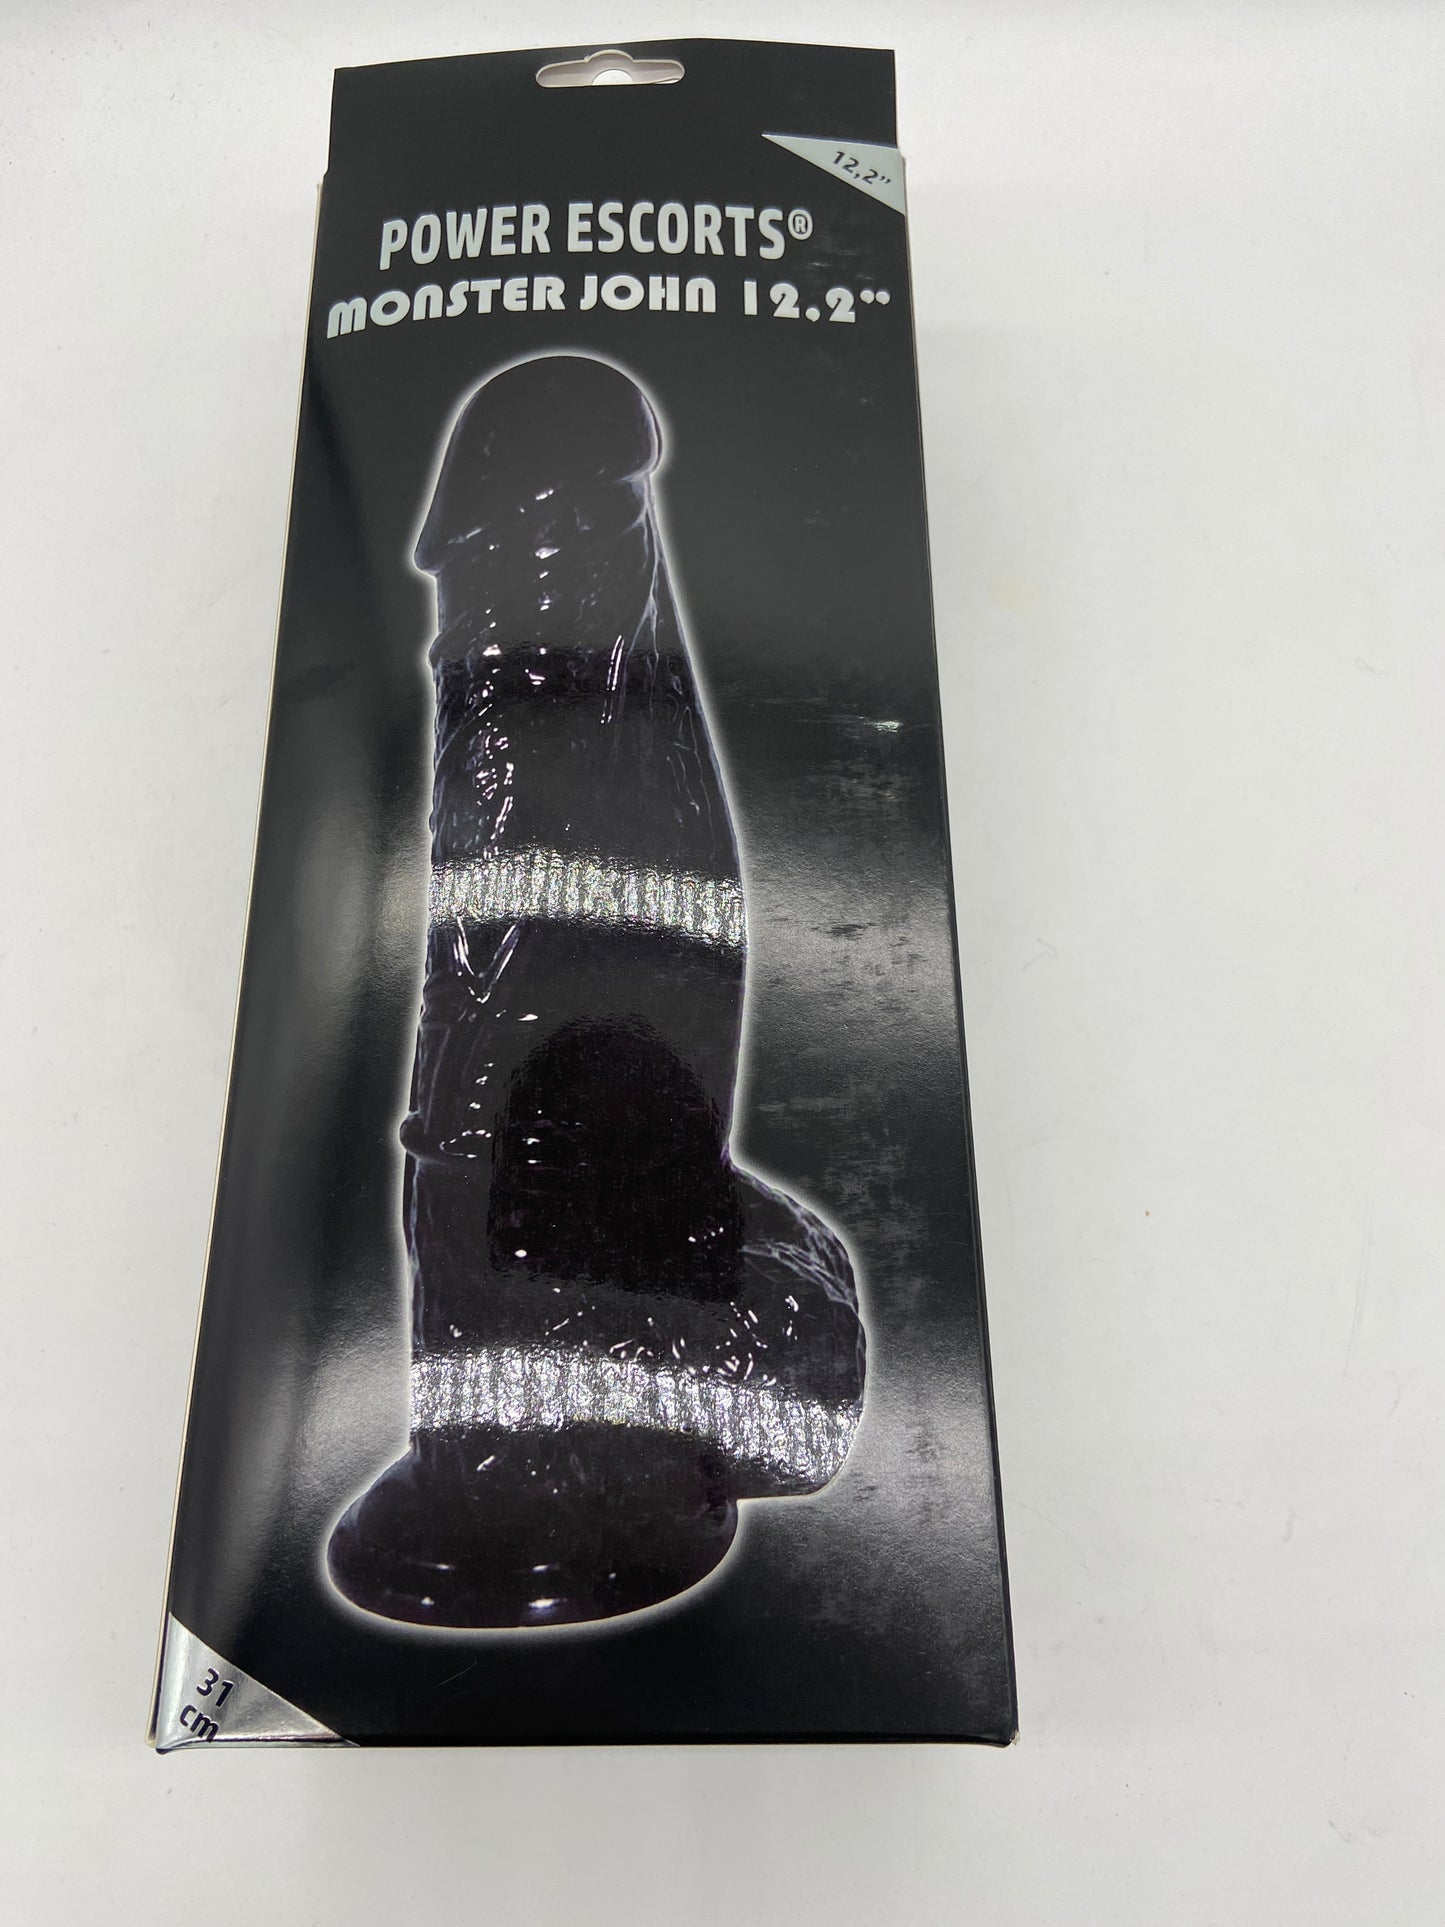 12,2”
POWER ESCORTS®
MONSTER JOHN 12.2”
31
cm